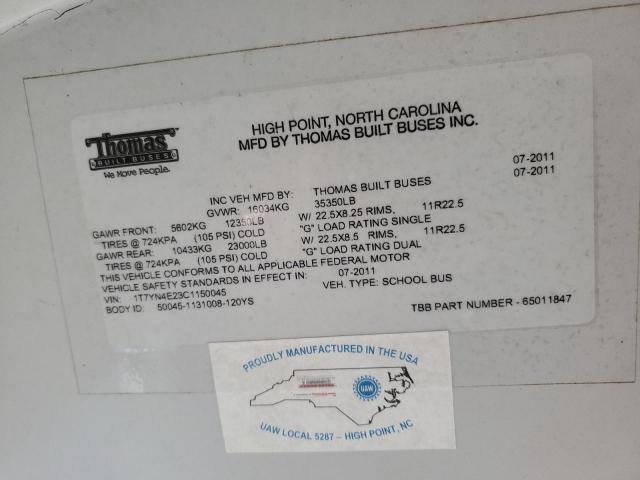 Thomas
BUILT BUSES
We Move People.
HIGH POINT, NORTH CAROLINA
MFD BY THOMAS BUILT BUSES INC.
07-2011
INC VEH MFD BY: THOMAS BUILT BUSES 07-2011
GVWR: 16034KG 35350LB
GAWR FRONT: 5602KG 12350LB W/ 22.5X8.25 RIMS, 11R22.5
TIRES @ 724KPA (105 PSI) COLD "G" LOAD RATING SINGLE
GAWR REAR: 10433KG 23000LB W/ 22.5X8.5 RIMS, 11R22.5
TIRES @ 724KPA (105 PSI) COLD "G" LOAD RATING DUAL
THIS VEHICLE CONFORMS TO ALL APPLICABLE FEDERAL MOTOR
VEHICLE SAFETY STANDARDS IN EFFECT IN: 07-2011
VIN: 1T7YN4E23C1150045 VEH. TYPE: SCHOOL BUS
BODY ID: 50045-1131008-120YS TBB PART NUMBER - 65011847
PROUDLY MANUFACTURED IN THE USA
UAW
UAW LOCAL 5287 – HIGH POINT, NC